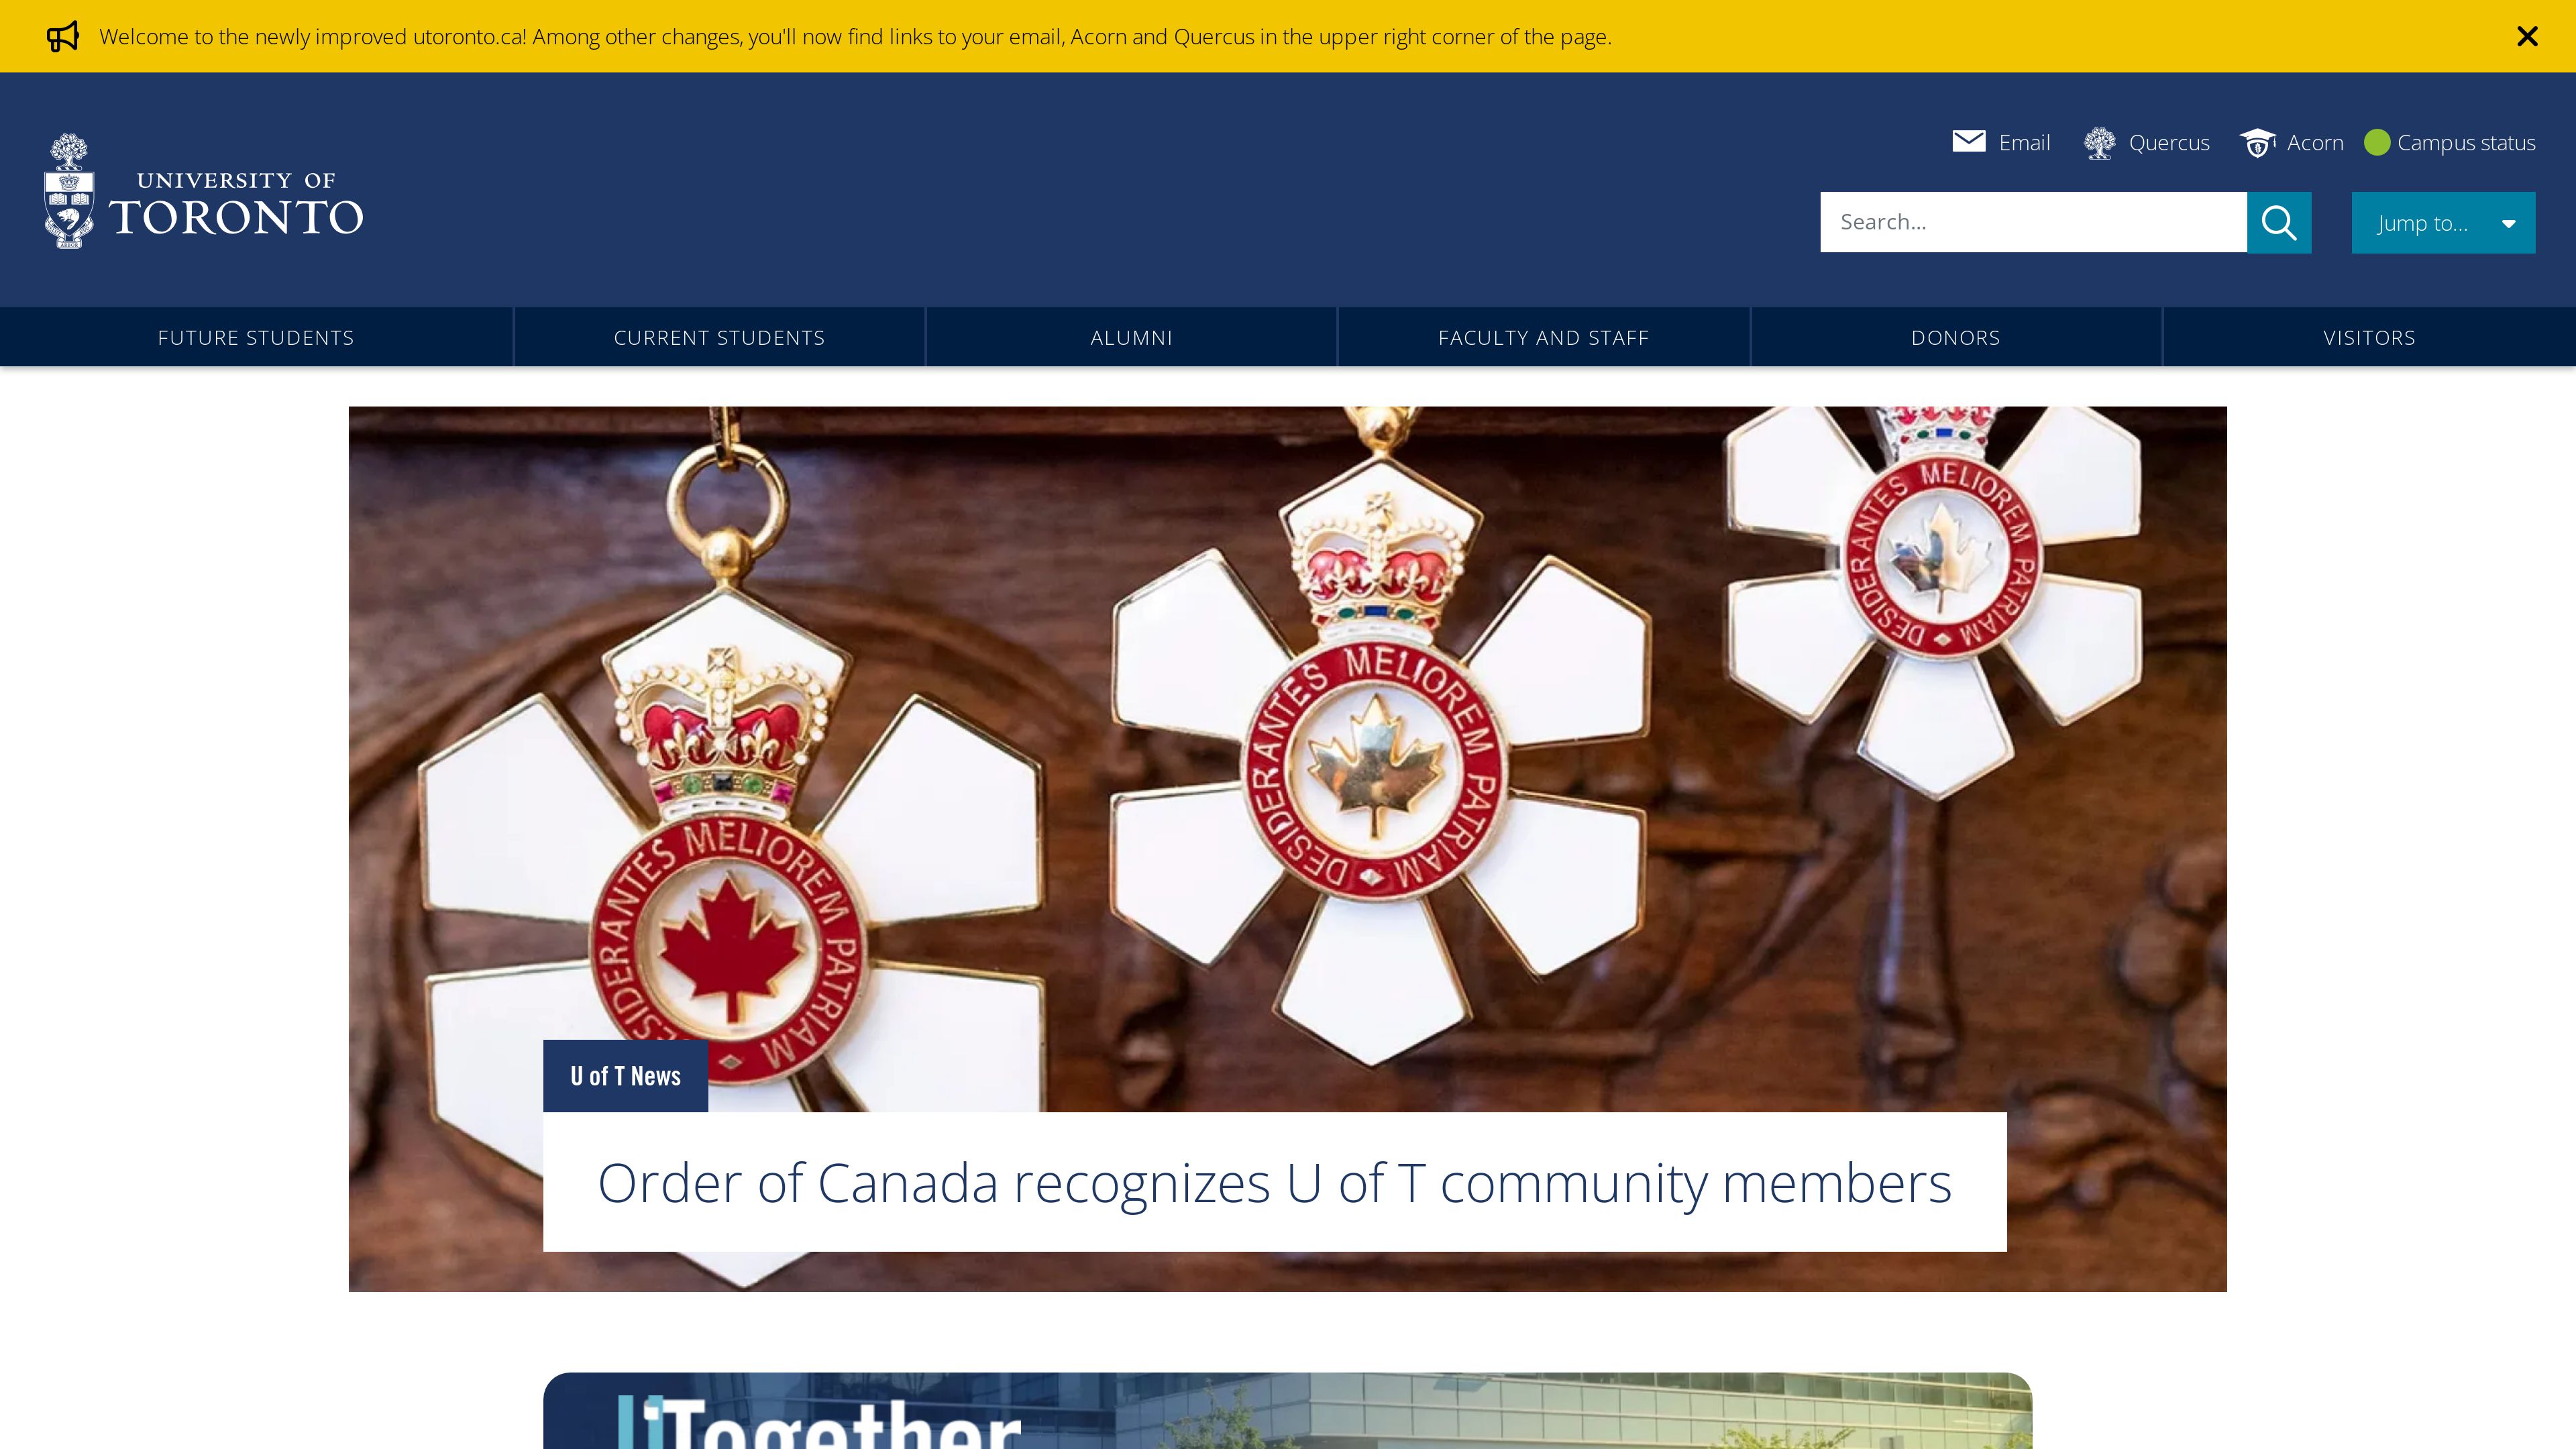 Welcome to the newly improved utoronto.ca! Among other changes, you'll now find links to your email, Acorn and Quercus in the upper right corner of the page.
Email
Quercus
Acorn
Campus status
UNIVERSITY OF
TORONTO
Search...
Jump to...
FUTURE STUDENTS
CURRENT STUDENTS
ALUMNI
FACULTY AND STAFF
DONORS
VISITORS
DESIDERANTES MELIOREM PATRIAM
DESIDERANTES MELIOREM PATRIAM
ESIDERANTES MELIOREM PATRIAM
U of T News
Order of Canada recognizes U of T community members
UTogether